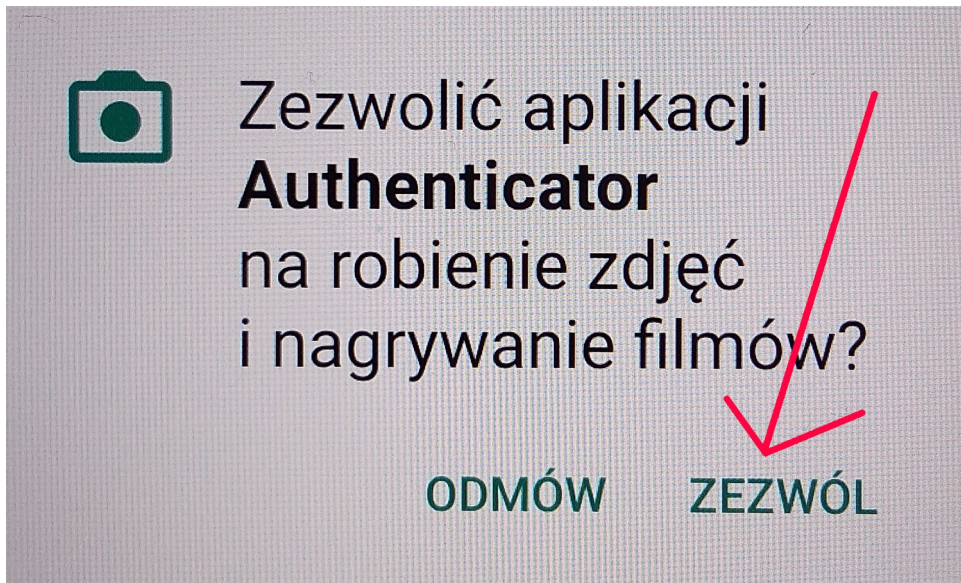 Zezwolić aplikacji
Authenticator
na robienie zdjęć
i nagrywanie filmów?
ODMÓW ZEZWÓL